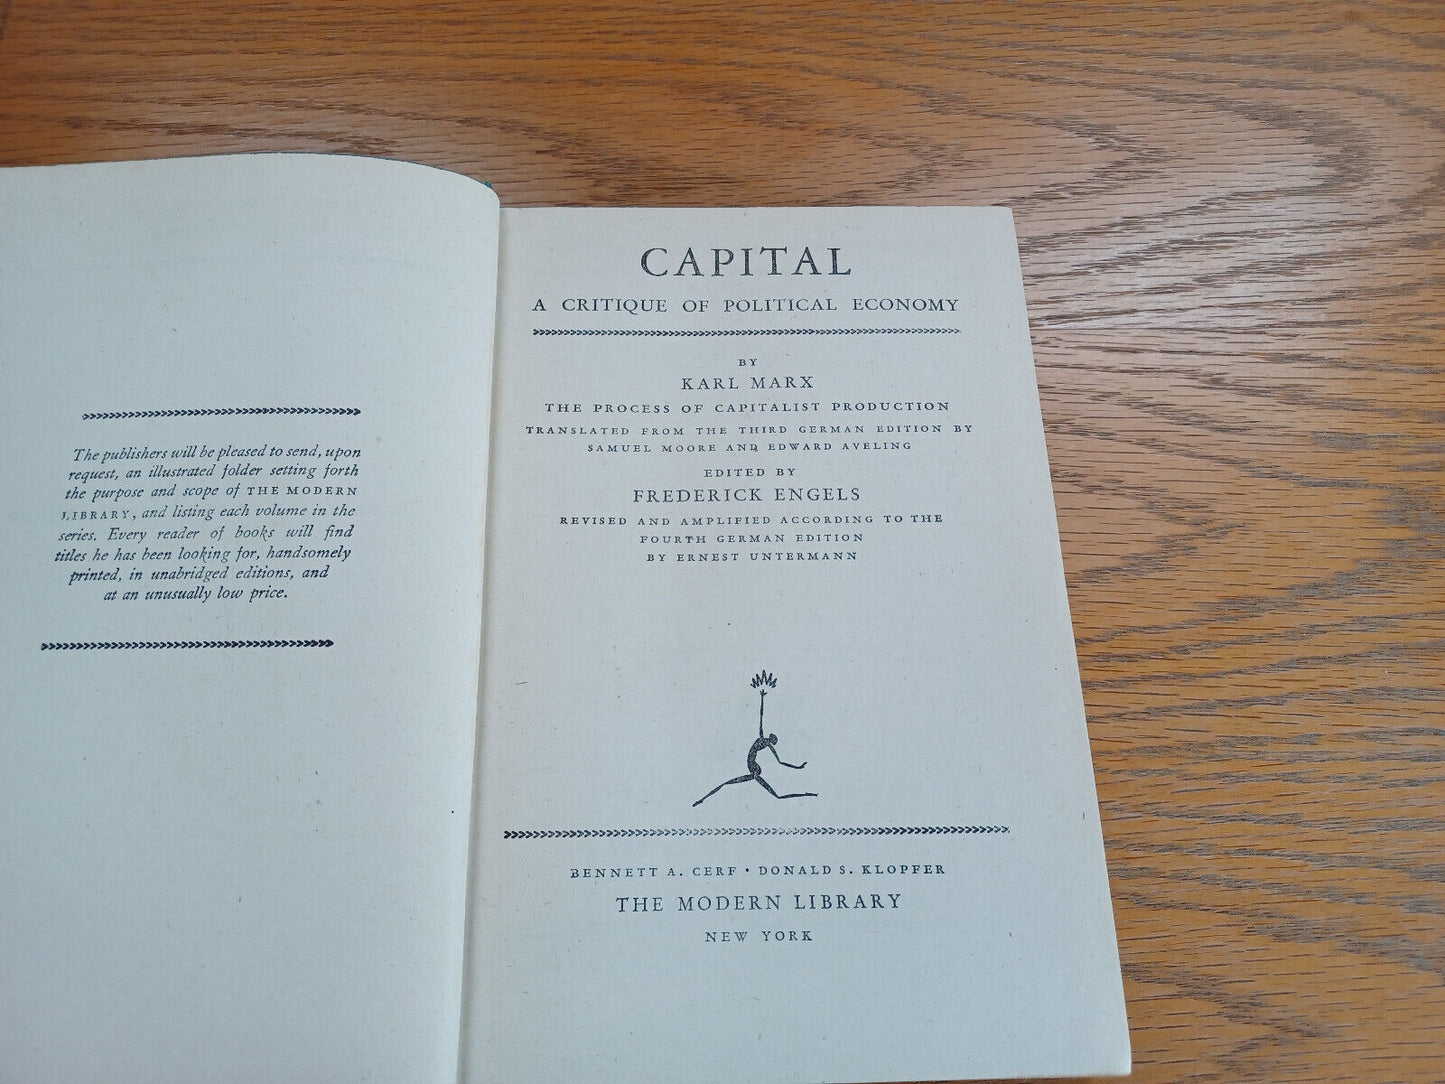 The publishers will be pleased to send, upon
request, an illustrated folder setting forth
the purpose and scope of THE MODERN
LIBRARY, and listing each volume in the
series. Every reader of books will find
titles he has been looking for, handsomely
printed, in unabridged editions, and
at an unusually low price.
CAPITAL
A CRITIQUE OF POLITICAL ECONOMY
BY
KARL MARX
THE PROCESS OF CAPITALIST PRODUCTION
TRANSLATED FROM THE THIRD GERMAN EDITION BY
SAMUEL MOORE AND EDWARD AVELING
EDITED BY
FREDERICK ENGELS
REVISED AND AMPLIFIED ACCORDING TO THE
FOURTH GERMAN EDITION
BY ERNEST UNTERMANN
BENNETT A. CERF · DONALD S. KLOPFER
THE MODERN LIBRARY
NEW YORK